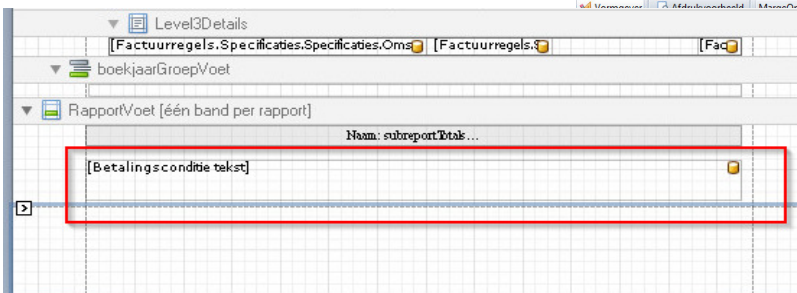 Vormgever Afdrukvoorbeeld
Level3Details
[Factuurregels.Specificaties.Specificaties.Oms [Factuurregels.S [Fac
boekjaarGroepVoet
RapportVoet [één band per rapport]
Naam: subreportTotals...
[Betalingsconditie tekst]